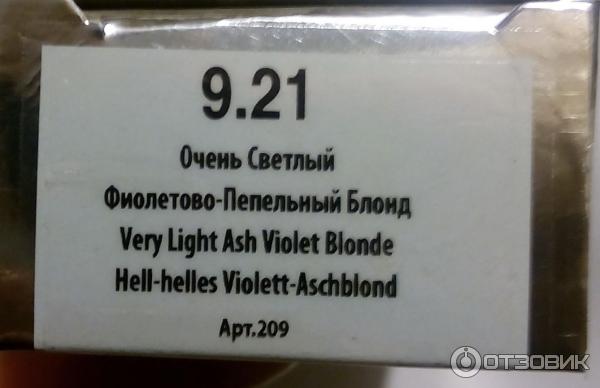 9.21
Очень Светлый
Фиолетово-Пепельный Блонд
Very Light Ash Violet Blonde
Hell-helles Violett-Aschblond
Арт.209
ОТЗОВИК